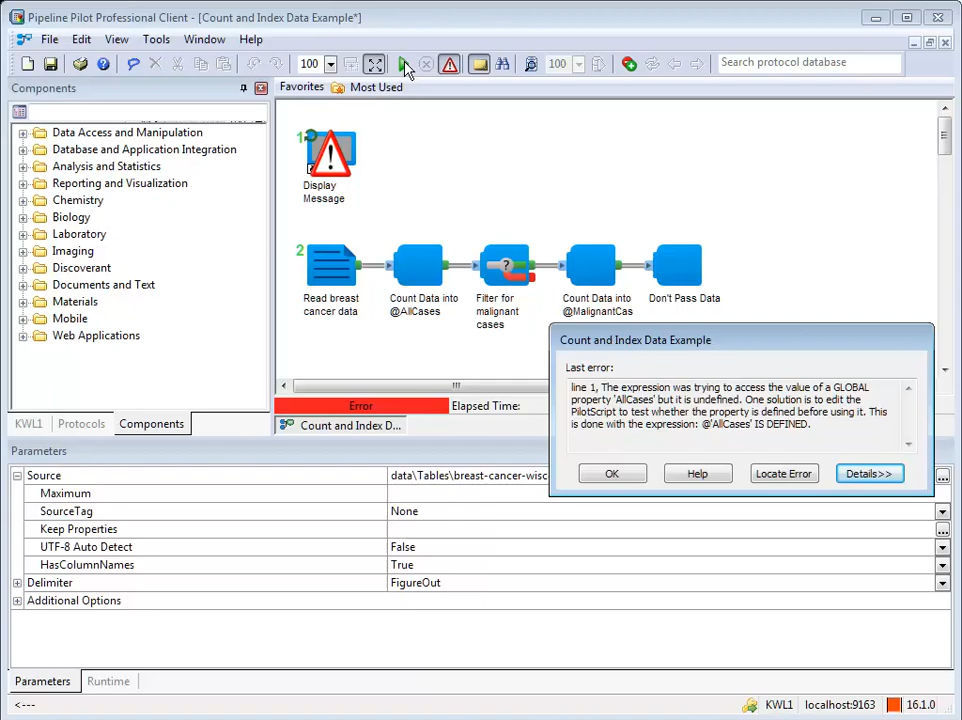 Pipeline Pilot Professional Client - [Count and Index Data Example*]
File Edit View Tools Window Help
100 100 Search protocol database
Components
Favorites Most Used
Data Access and Manipulation
Database and Application Integration
Analysis and Statistics
Reporting and Visualization
Chemistry
Biology
Laboratory
Imaging
Discoverant
Documents and Text
Materials
Mobile
Web Applications
KWL1 Protocols Components
1
Display
Message
2
?
Read breast
cancer data
Count Data into
@AllCases
Filter for
malignant
cases
Count Data into
@MalignantCas
Don't Pass Data
Error Elapsed Time:
Count and Index D...
Count and Index Data Example
Last error:
line 1, The expression was trying to access the value of a GLOBAL
property 'AllCases' but it is undefined. One solution is to edit the
PilotScript to test whether the property is defined before using it. This
is done with the expression: @'AllCases' IS DEFINED.
OK Help Locate Error Details>>
Parameters
Source data\Tables\breast-cancer-wisc
Maximum
SourceTag None
Keep Properties
UTF-8 Auto Detect False
HasColumnNames True
Delimiter FigureOut
Additional Options
Parameters Runtime
<--- KWL1 localhost:9163 16.1.0